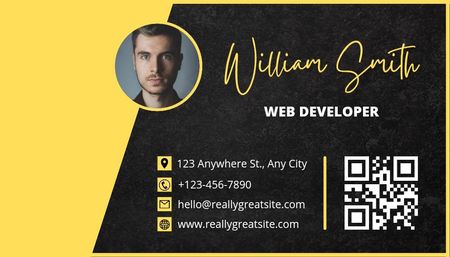 William Smith
WEB DEVELOPER
123 Anywhere St., Any City
+123-456-7890
hello@reallygreatsite.com
www.reallygreatsite.com